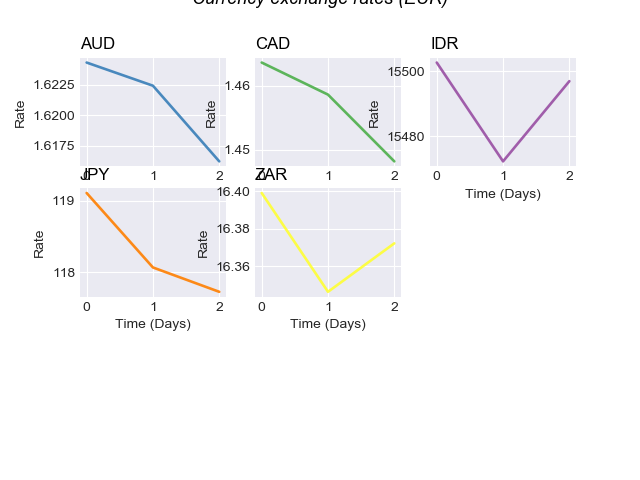 Currency exchange rates (EUR)
AUD
CAD
IDR
Rate
1.6225
1.6200
1.6175
0
1
2
Rate
1.46
1.45
0
1
2
Rate
15500
15480
0
1
2
Time (Days)
JPY
ZAR
Rate
119
118
0
1
2
Time (Days)
Rate
16.40
16.38
16.36
0
1
2
Time (Days)